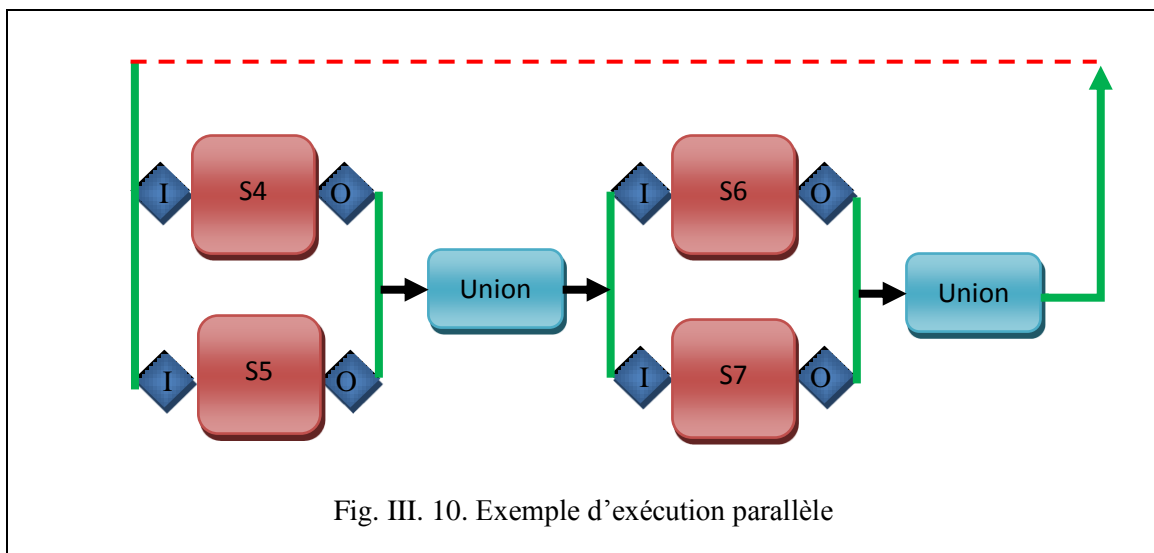 I S4 O
I S6 O
Union
Union
I S5 O
I S7 O
Fig. III. 10. Exemple d’exécution parallèle